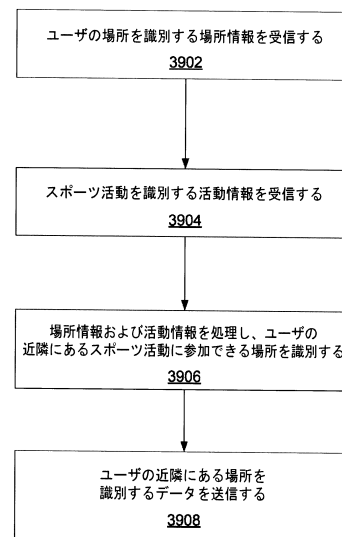 ユーザの場所を識別する場所情報を受信する
3902
スポーツ活動を識別する活動情報を受信する
3904
場所情報および活動情報を処理し、ユーザの
近隣にあるスポーツ活動に参加できる場所を識別する
3906
ユーザの近隣にある場所を
識別するデータを送信する
3908